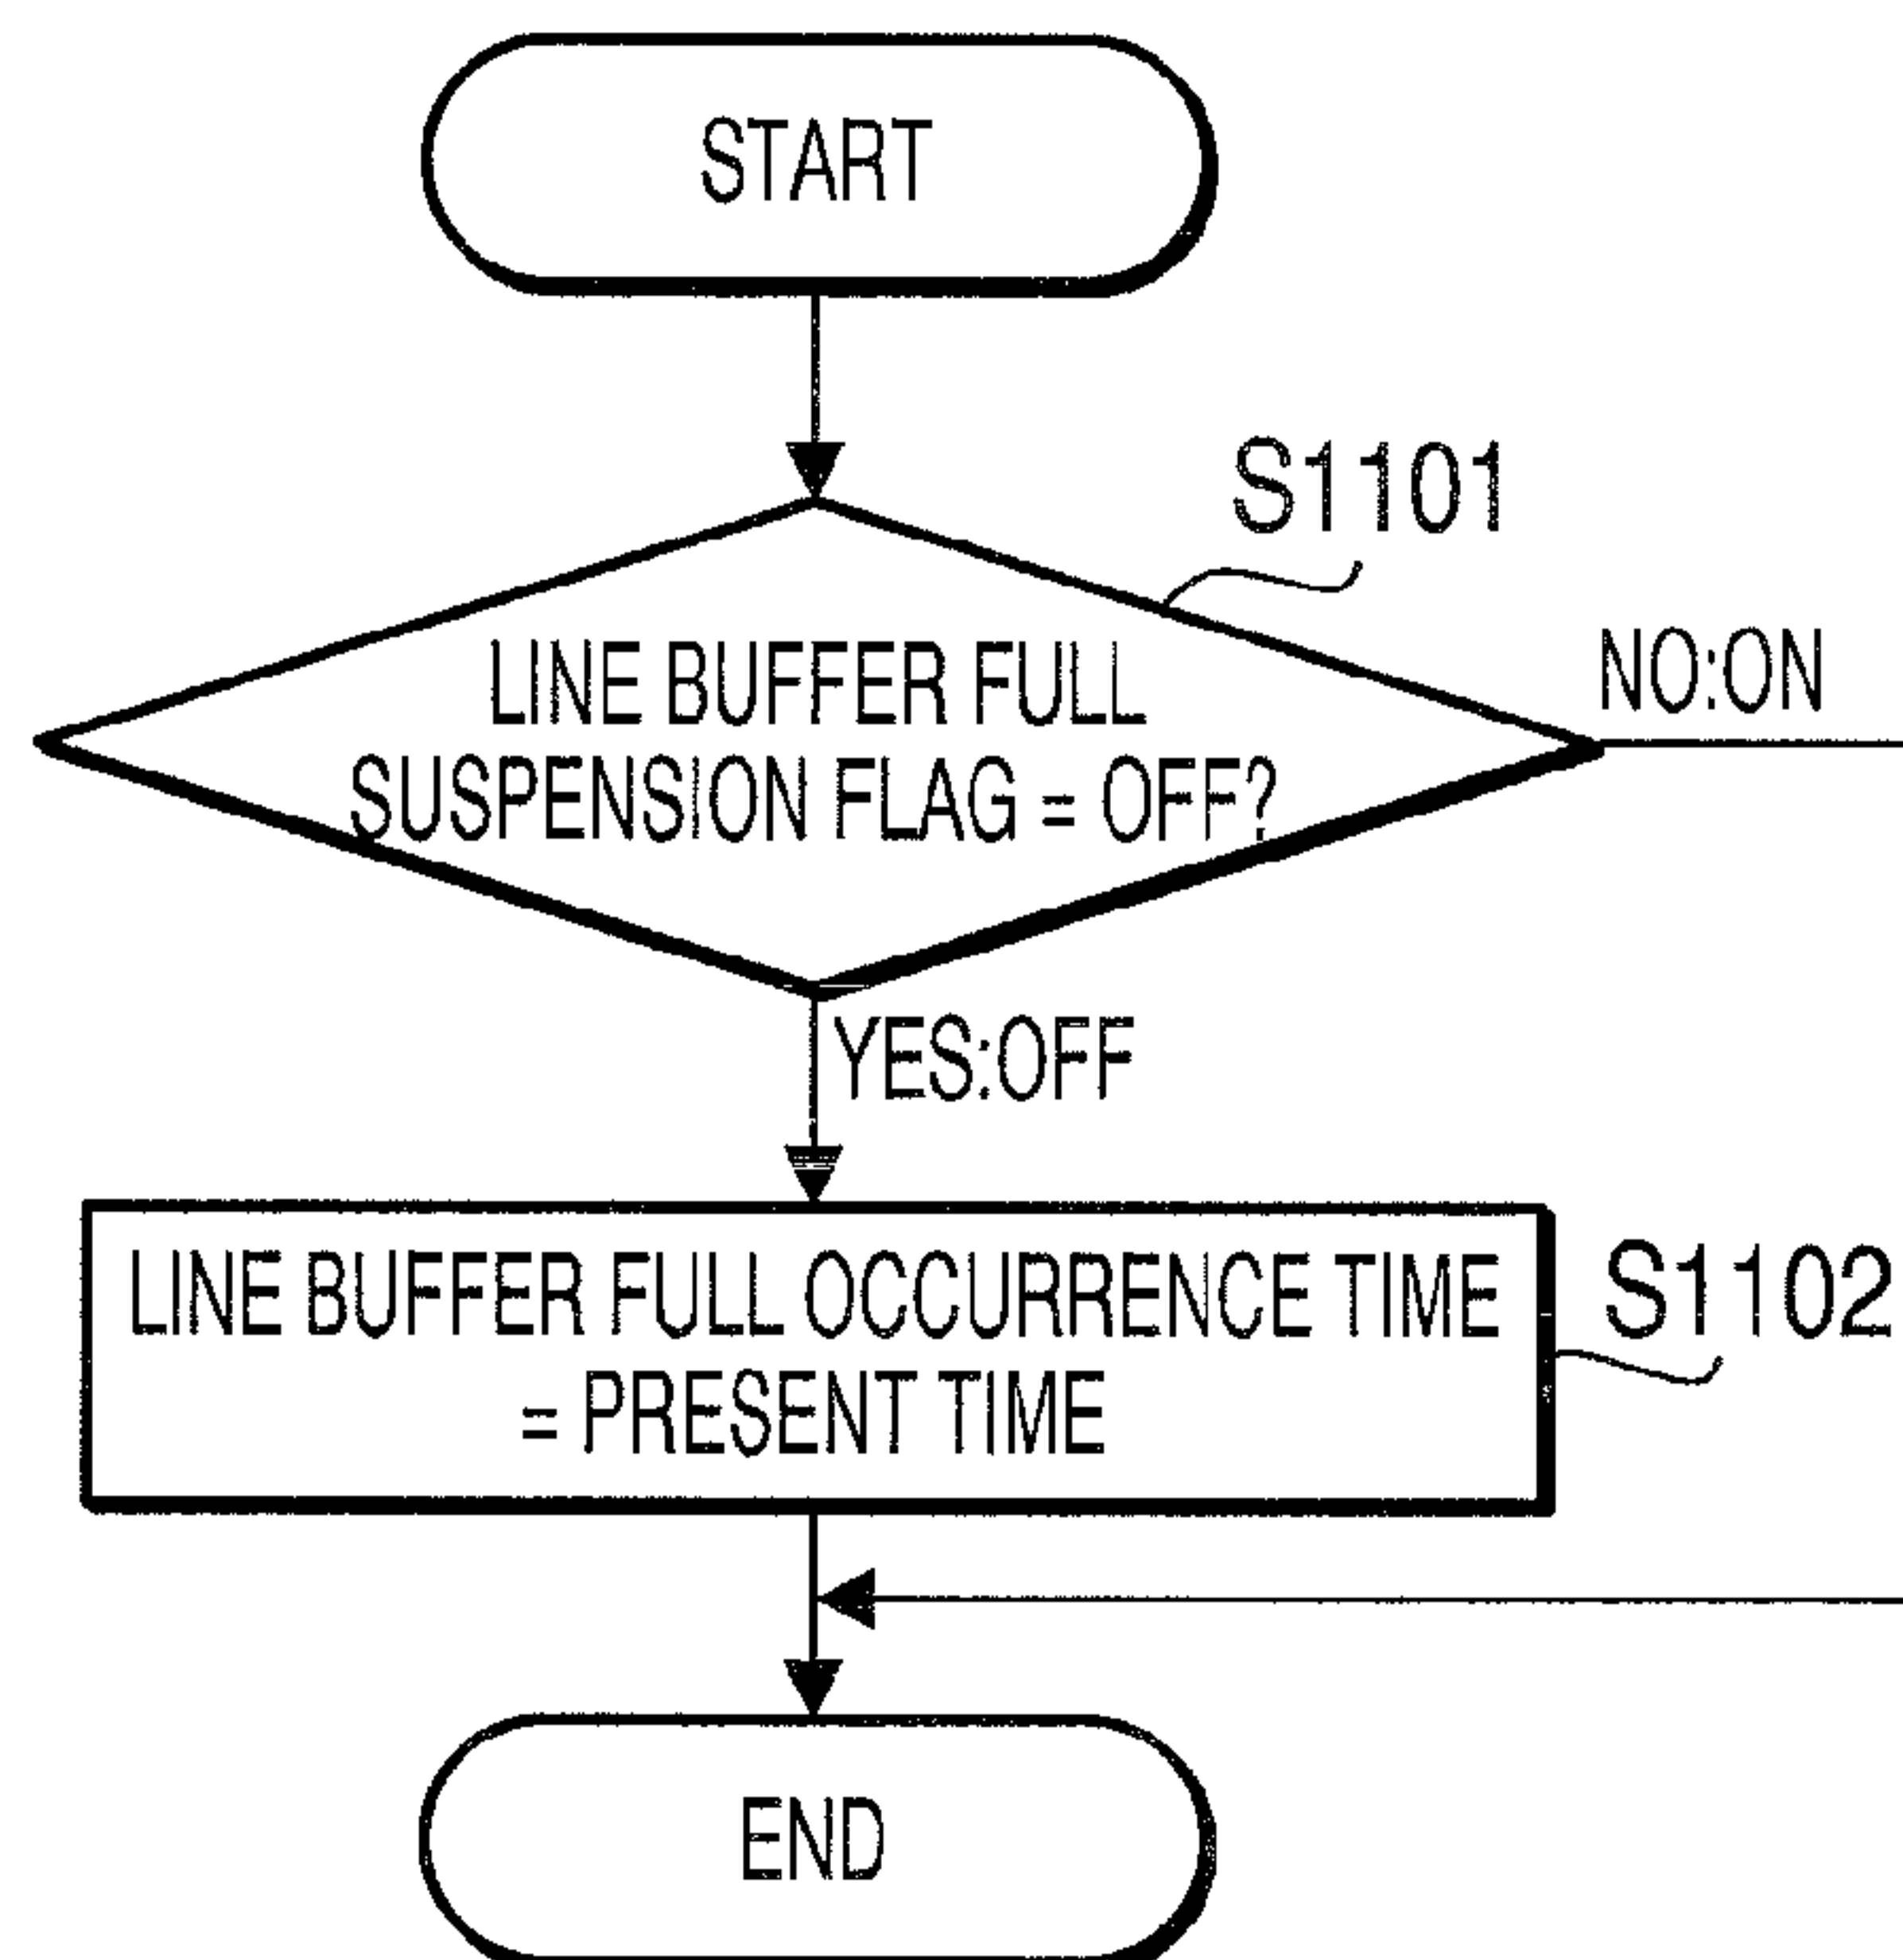 START
S1101
LINE BUFFER FULL
SUSPENSION FLAG = OFF?
NO:ON
YES:OFF
LINE BUFFER FULL OCCURRENCE TIME
= PRESENT TIME
S1102
END